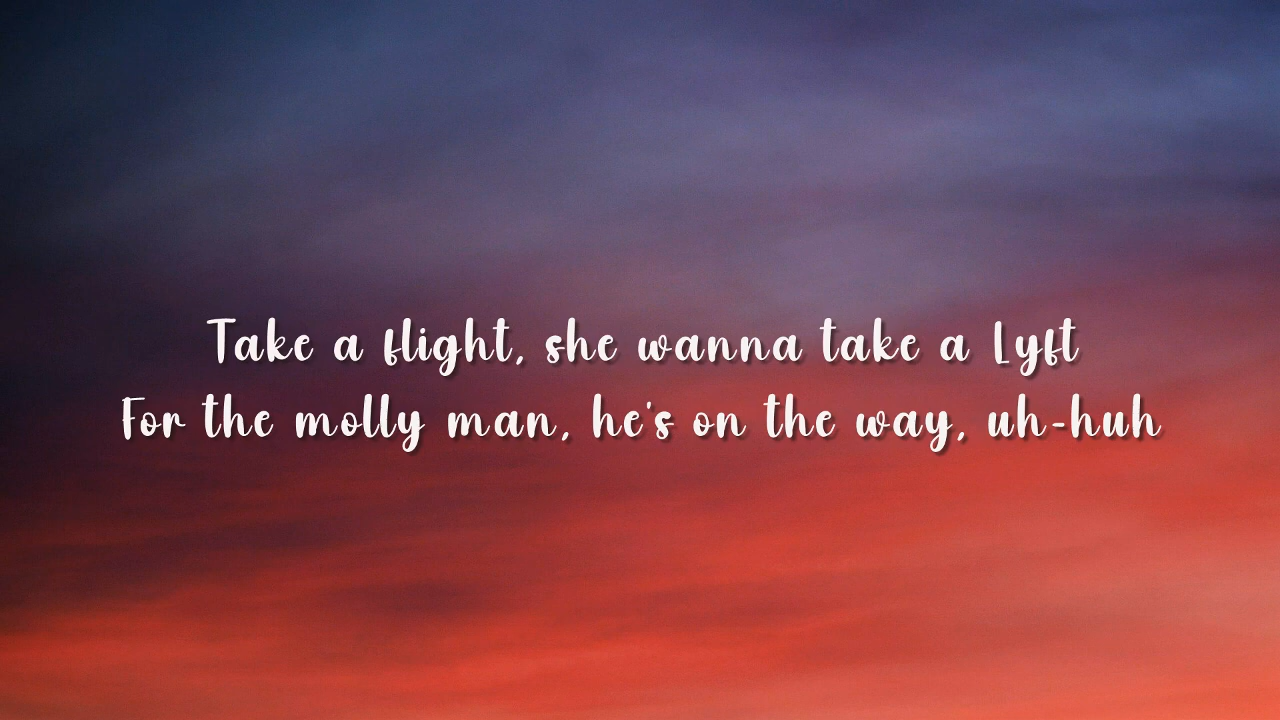 Take a flight, she wanna take a Lyft
For the molly man, he's on the way, uh-huh